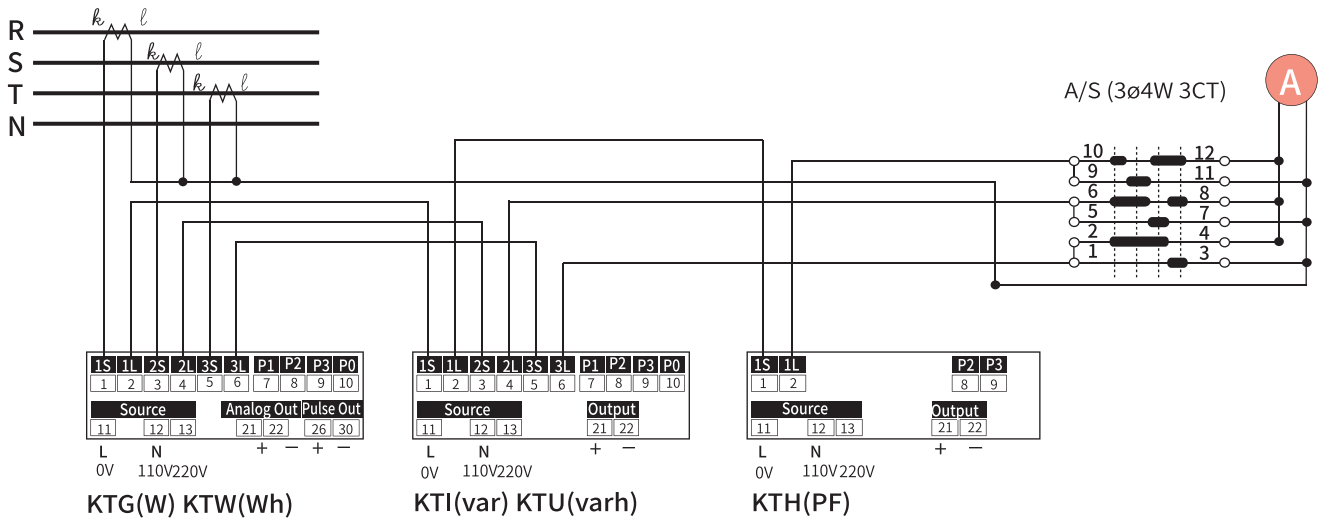 R
S
T
N
k l
k l
k l
A/S (3ø4W 3CT)
A
10 12
9 11
6 8
5 7
2 4
1 3
1S 1L 2S 2L 3S 3L P1 P2 P3 P0
1 2 3 4 5 6 7 8 9 10
Source Analog Out Pulse Out
11 12 13 21 22 26 30
L N + − + −
0V 110V 220V
KTG(W) KTW(Wh)
1S 1L 2S 2L 3S 3L P1 P2 P3 P0
1 2 3 4 5 6 7 8 9 10
Source Output
11 12 13 21 22
L N + −
0V 110V 220V
KTI(var) KTU(varh)
1S 1L P2 P3
1 2 8 9
Source Output
11 12 13 21 22
L N + −
0V 110V 220V
KTH(PF)